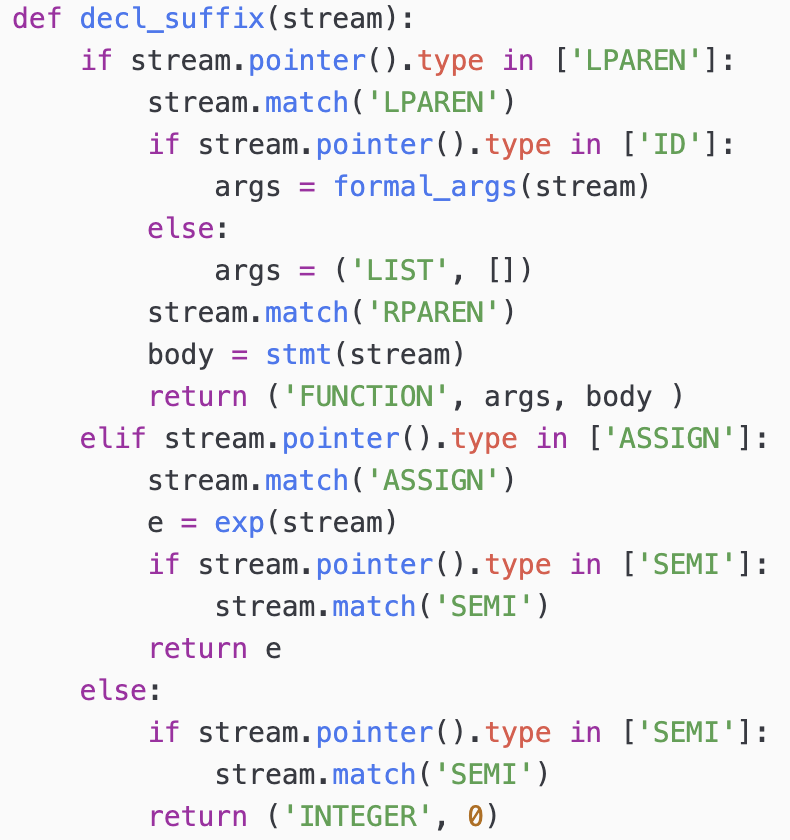 def decl_suffix(stream):
    if stream.pointer().type in ['LPAREN']:
        stream.match('LPAREN')
        if stream.pointer().type in ['ID']:
            args = formal_args(stream)
        else:
            args = ('LIST', [])
        stream.match('RPAREN')
        body = stmt(stream)
        return ('FUNCTION', args, body )
    elif stream.pointer().type in ['ASSIGN']:
        stream.match('ASSIGN')
        e = exp(stream)
        if stream.pointer().type in ['SEMI']:
            stream.match('SEMI')
        return e
    else:
        if stream.pointer().type in ['SEMI']:
            stream.match('SEMI')
        return ('INTEGER', 0)